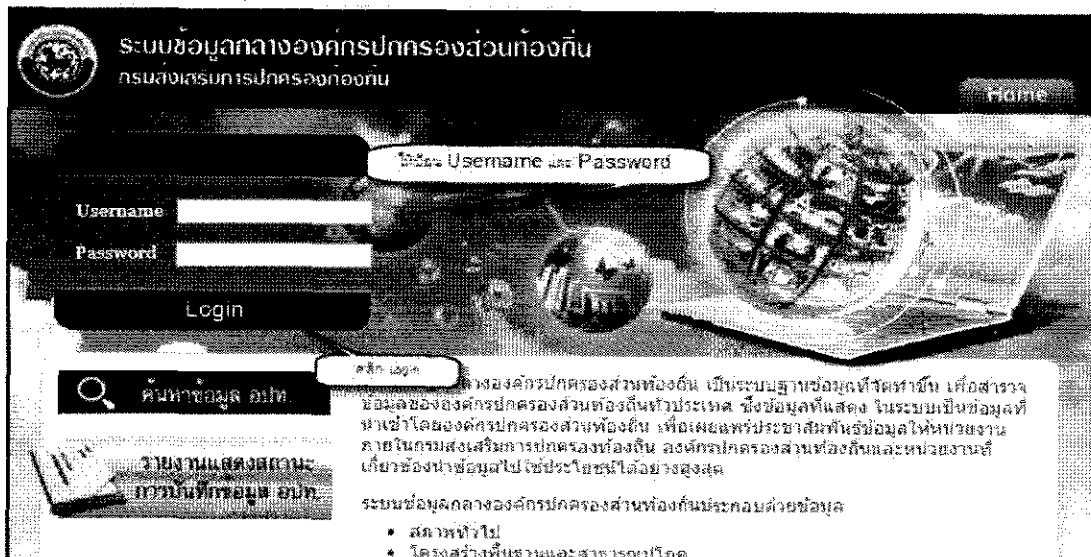 ระบบข้อมูลกลางองค์กรปกครองส่วนท้องถิ่น
กรมส่งเสริมการปกครองท้องถิ่น
Home
ใช้ป้อน Username และ Password
Username
Password
Login
คลิก Login
ค้นหาข้อมูล อปท.
รายงานแสดงสถานะ
การบันทึกข้อมูล อปท.
กลางองค์กรปกครองส่วนท้องถิ่น เป็นระบบฐานข้อมูลที่จัดทำขึ้น เพื่อสำรวจ
ข้อมูลขององค์กรปกครองส่วนท้องถิ่นทั่วประเทศ ซึ่งข้อมูลที่แสดง ในระบบเป็นข้อมูลที่
นำเข้าโดยองค์กรปกครองส่วนท้องถิ่น เพื่อเผยแพร่ประชาสัมพันธ์ข้อมูลให้หน่วยงาน
ภายในกรมส่งเสริมการปกครองท้องถิ่น องค์กรปกครองส่วนท้องถิ่นและหน่วยงานที่
เกี่ยวข้องนำข้อมูลไปใช้ประโยชน์ได้อย่างสูงสุด
ระบบข้อมูลกลางองค์กรปกครองส่วนท้องถิ่นประกอบด้วยข้อมูล
• สภาพทั่วไป
• โครงสร้างพื้นฐานและสาธารณูปโภค